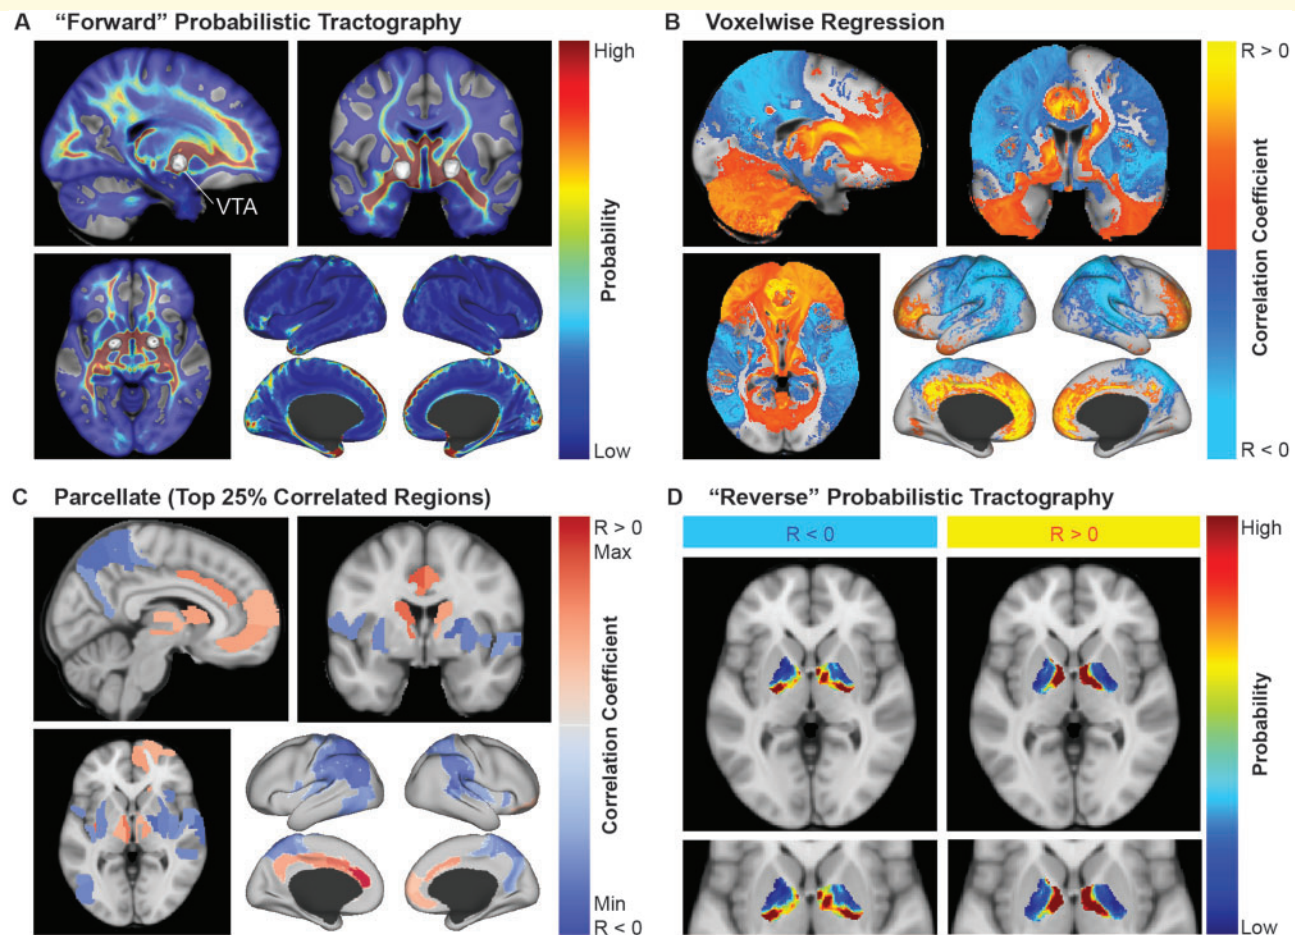 A “Forward” Probabilistic Tractography
VTA
High
Probability
Low
B Voxelwise Regression
R > 0
Correlation Coefficient
R < 0
C Parcellate (Top 25% Correlated Regions)
R > 0
Max
Correlation Coefficient
Min
R < 0
D “Reverse” Probabilistic Tractography
R < 0
R > 0
High
Probability
Low